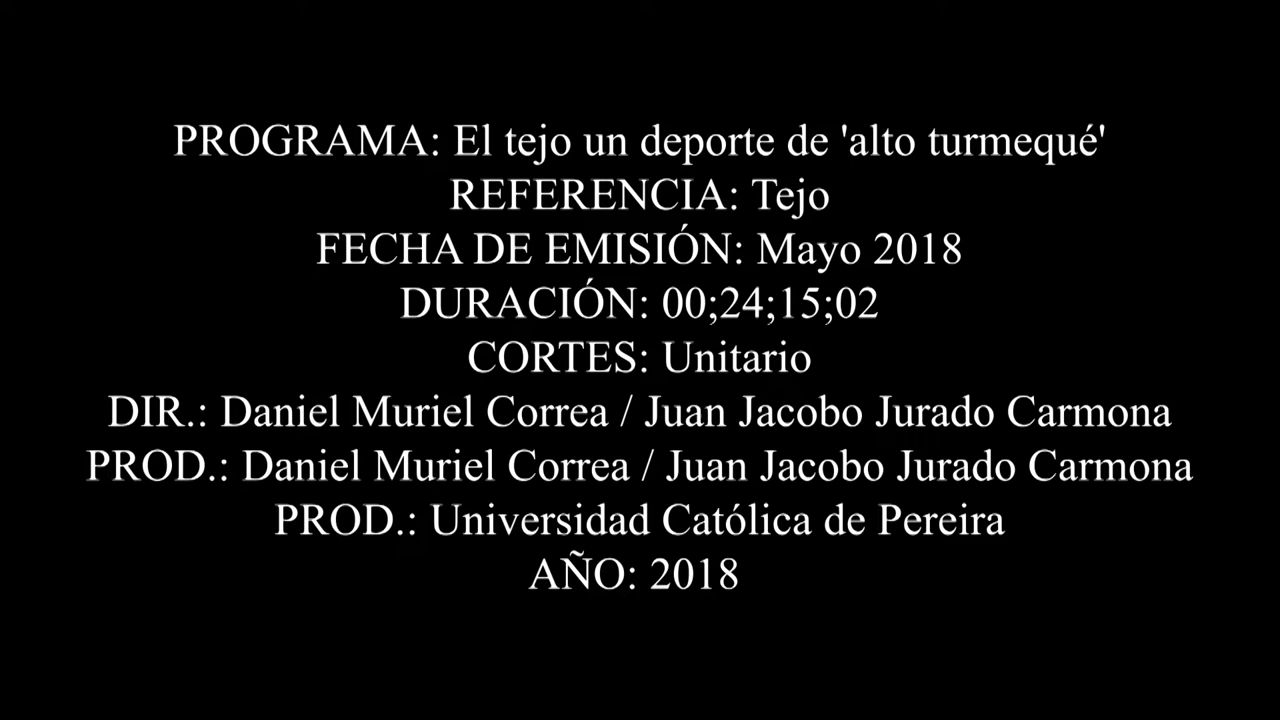 PROGRAMA: El tejo un deporte de 'alto turmequé'
REFERENCIA: Tejo
FECHA DE EMISIÓN: Mayo 2018
DURACIÓN: 00;24;15;02
CORTES: Unitario
DIR.: Daniel Muriel Correa / Juan Jacobo Jurado Carmona
PROD.: Daniel Muriel Correa / Juan Jacobo Jurado Carmona
PROD.: Universidad Católica de Pereira
AÑO: 2018